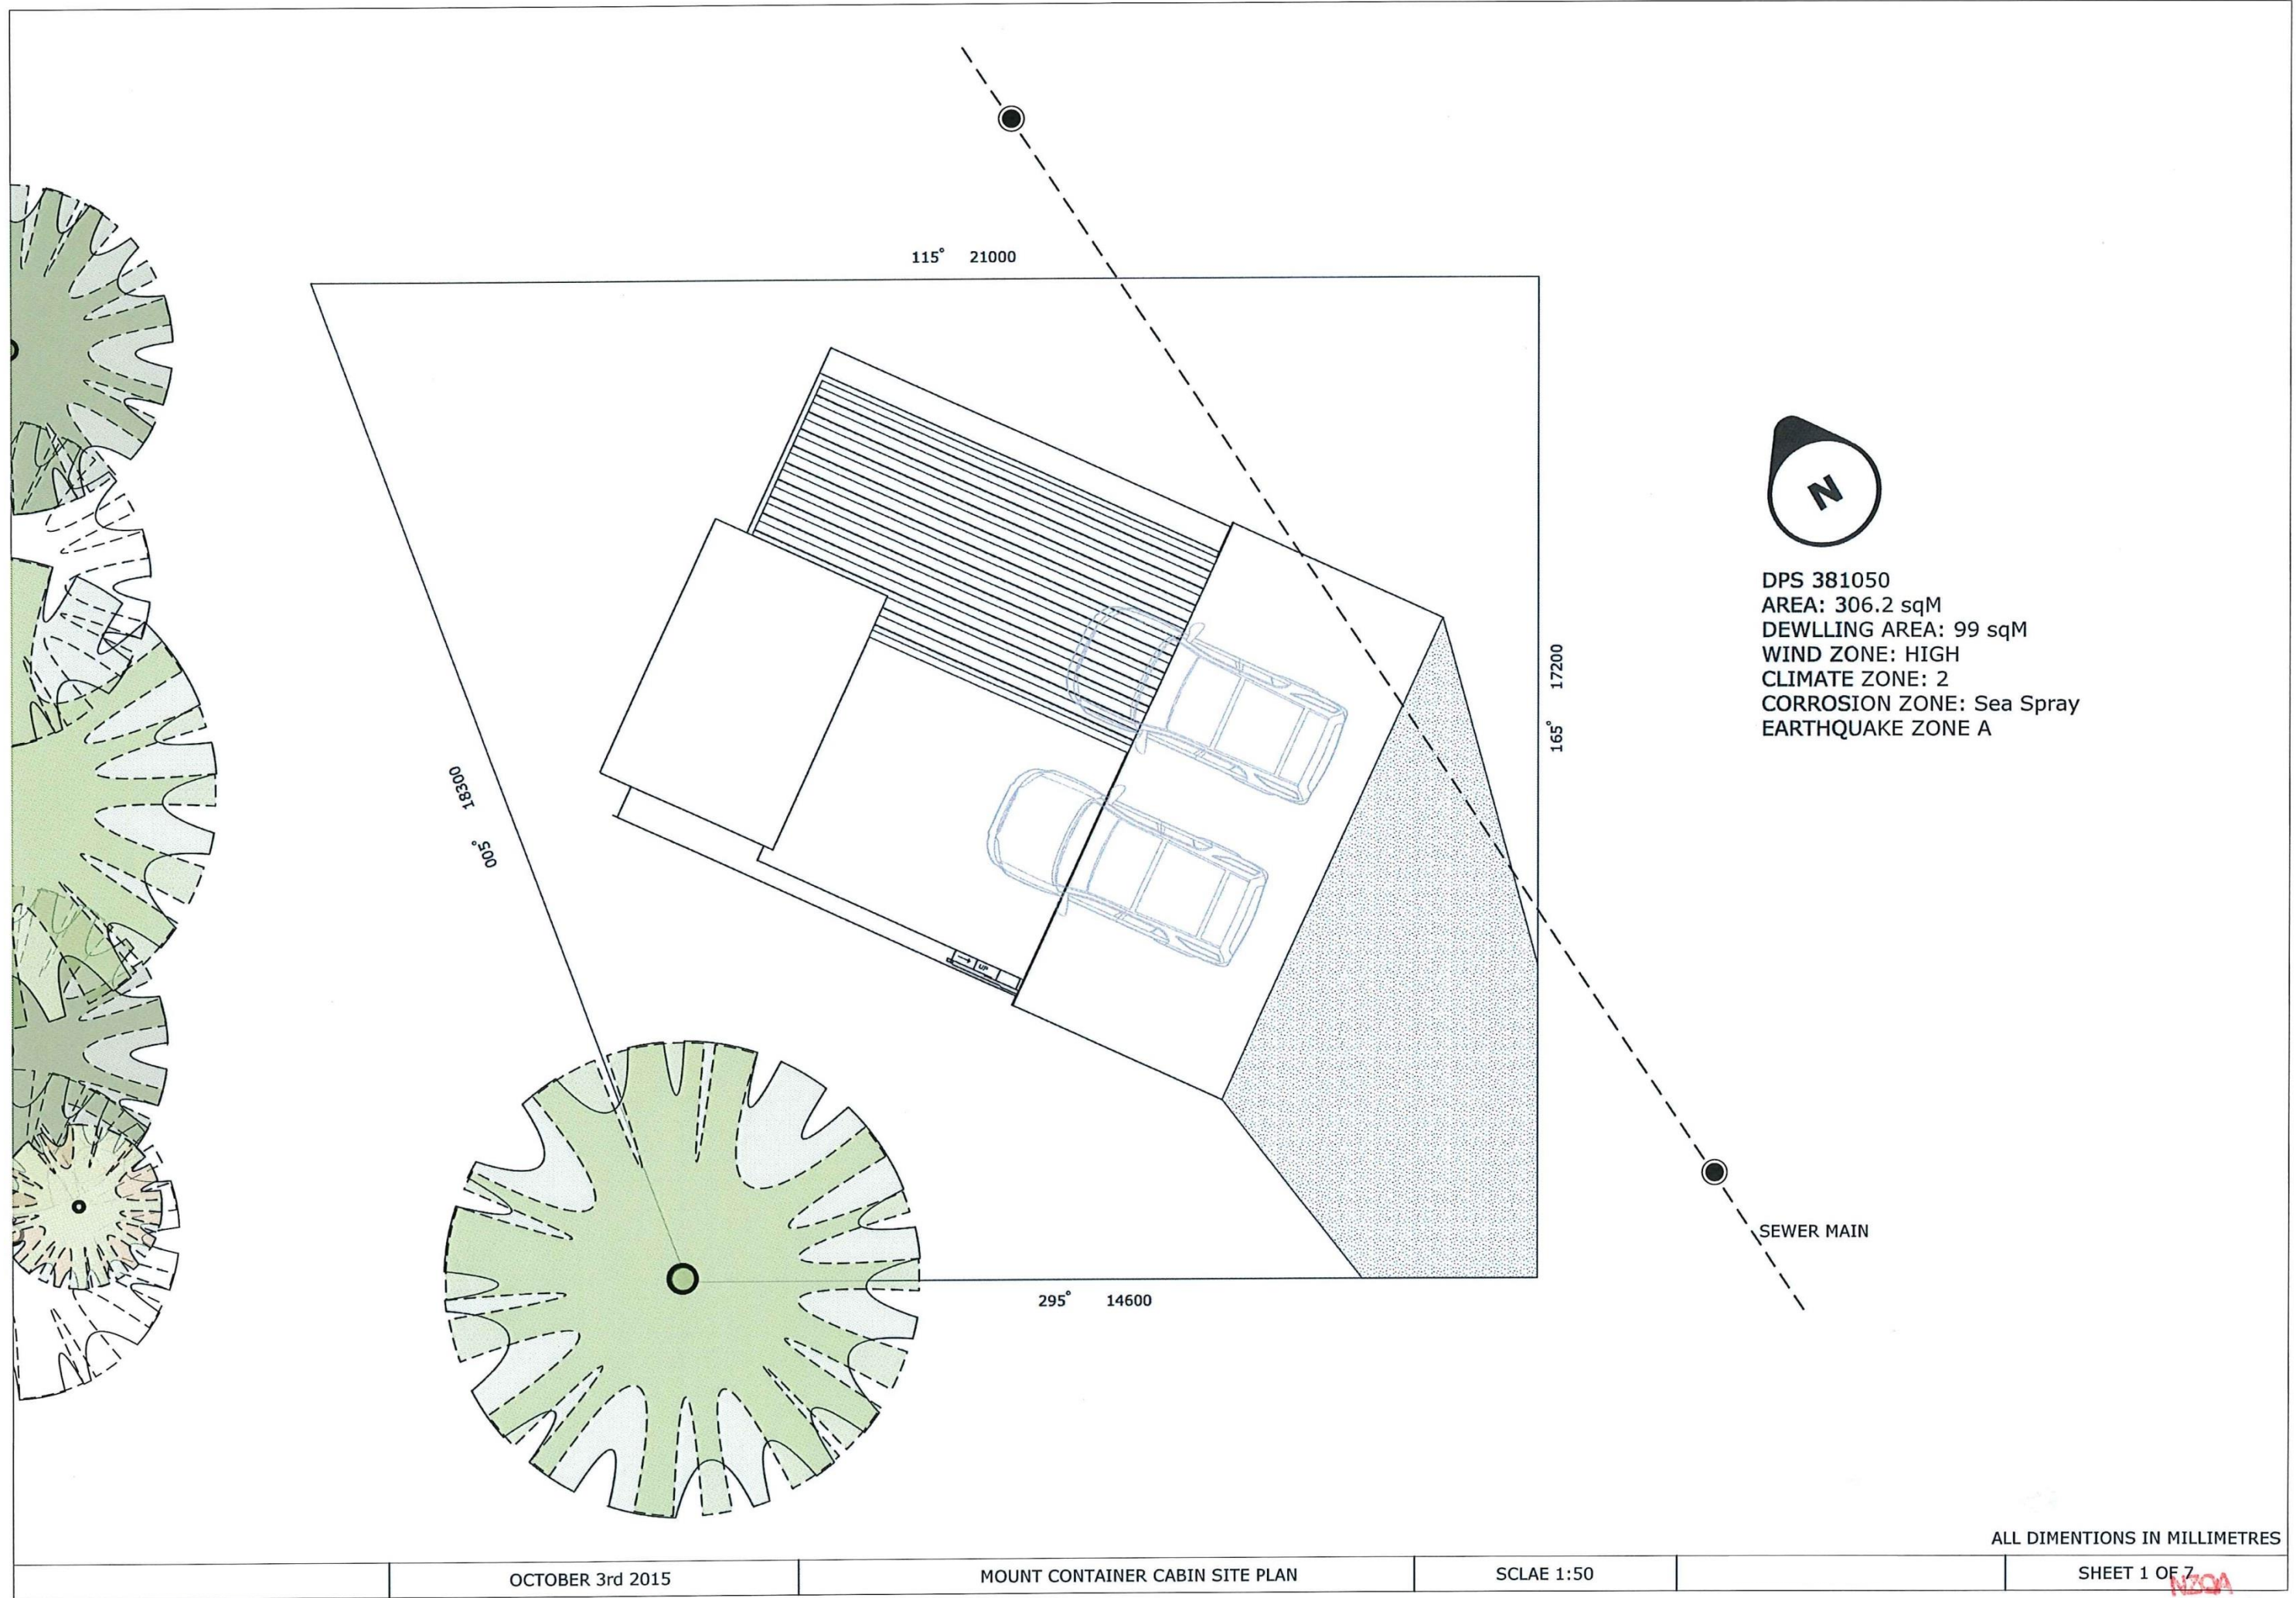 115° 21000
N
DPS 381050
AREA: 306.2 sqM
DEWLLING AREA: 99 sqM
WIND ZONE: HIGH
CLIMATE ZONE: 2
CORROSION ZONE: Sea Spray
EARTHQUAKE ZONE A
165° 17200
005° 18300
UP
SEWER MAIN
295° 14600
ALL DIMENTIONS IN MILLIMETRES
OCTOBER 3rd 2015
MOUNT CONTAINER CABIN SITE PLAN
SCLAE 1:50
SHEET 1 OF 7
NZQA